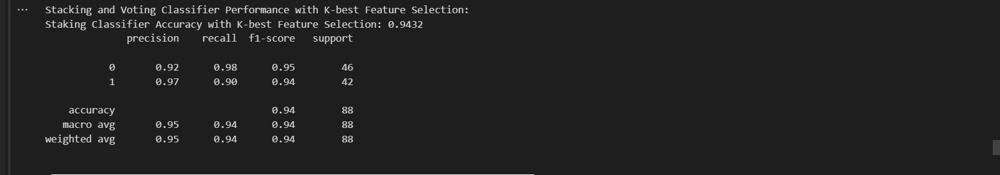 Stacking and Voting Classifier Performance with K-best Feature Selection:
Staking Classifier Accuracy with K-best Feature Selection: 0.9432
precision recall f1-score support
0 0.92 0.98 0.95 46
1 0.97 0.90 0.94 42
accuracy 0.94 88
macro avg 0.95 0.94 0.94 88
weighted avg 0.95 0.94 0.94 88